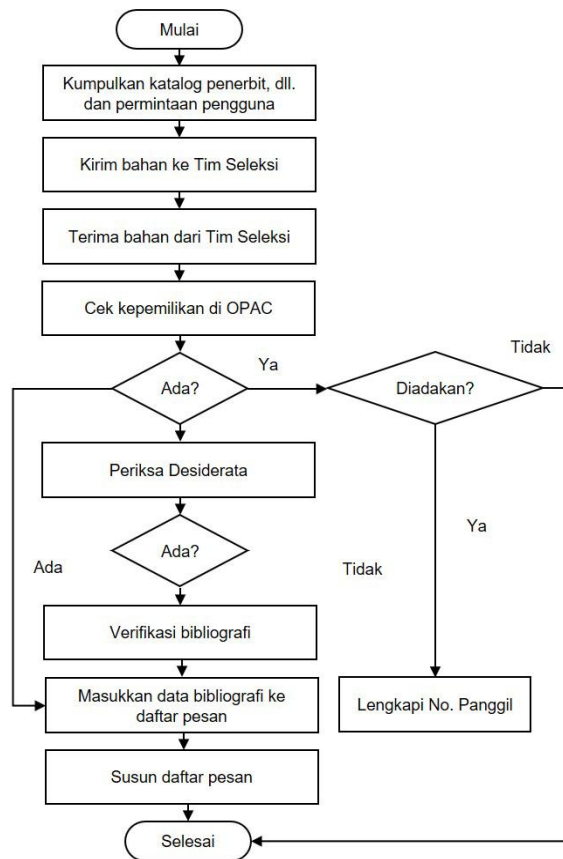 Mulai
Kumpulkan katalog penerbit, dll.
dan permintaan pengguna
Kirim bahan ke Tim Seleksi
Terima bahan dari Tim Seleksi
Cek kepemilikan di OPAC
Ada?
Ya
Diadakan?
Tidak
Periksa Desiderata
Ya
Ada?
Ada
Tidak
Verifikasi bibliografi
Masukkan data bibliografi ke
daftar pesan
Lengkapi No. Panggil
Susun daftar pesan
Selesai